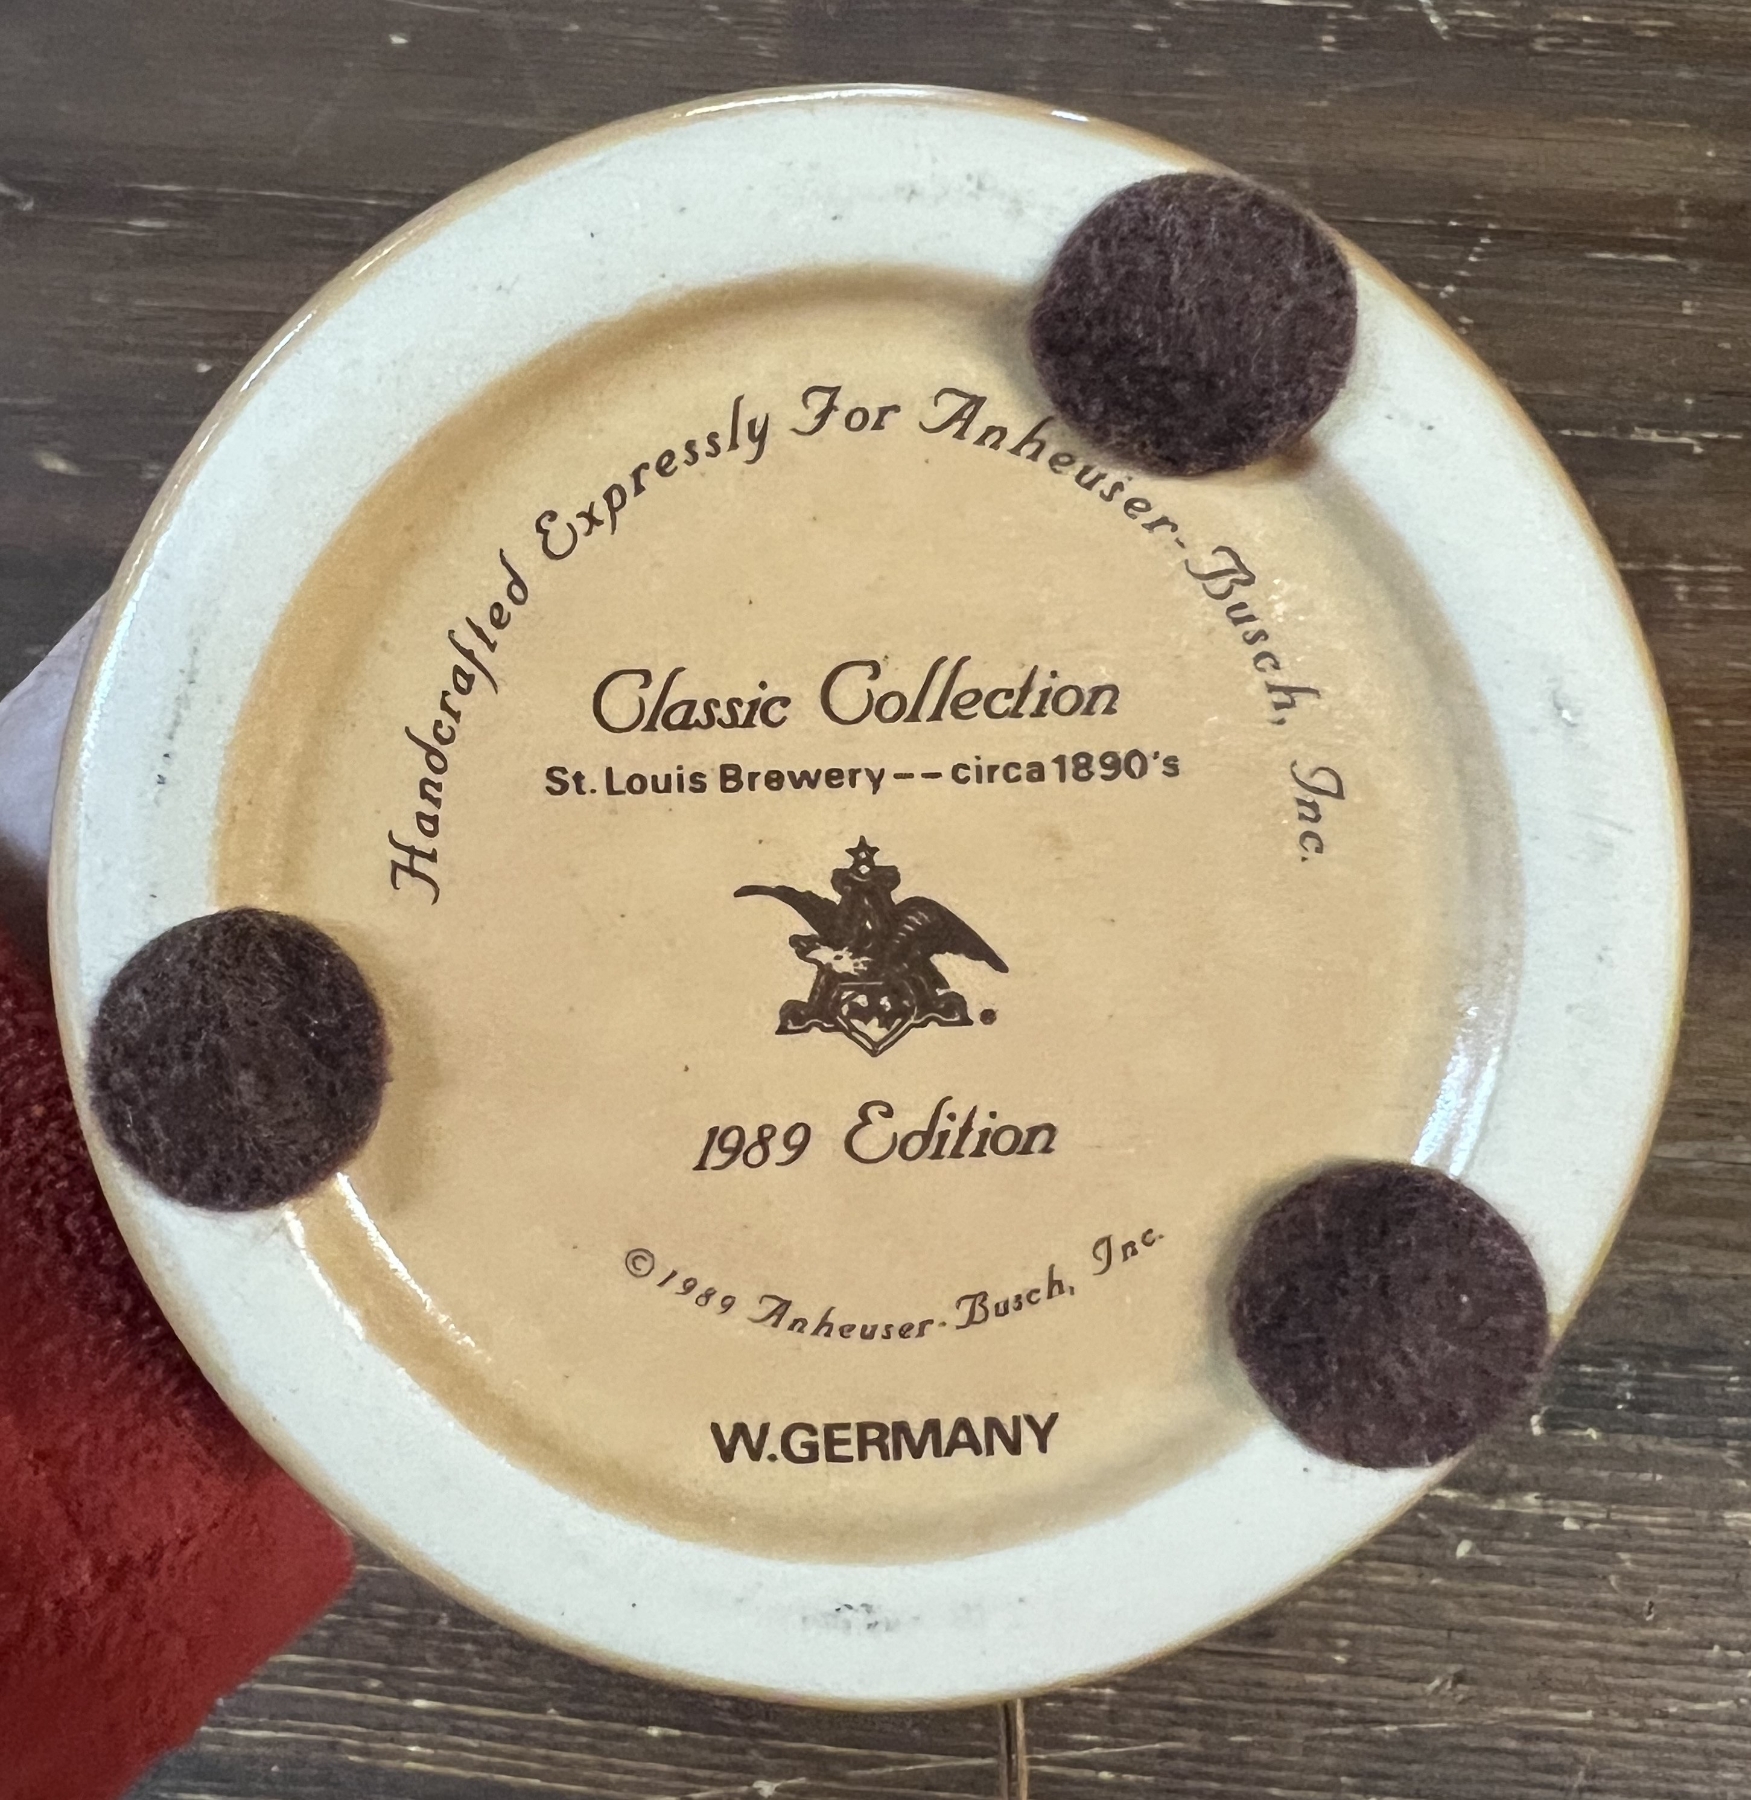 Handcrafted Expressly For Anheuser-Busch, Inc.
Classic Collection
St. Louis Brewery--circa 1890's
1989 Edition
©1989 Anheuser-Busch, Inc.
W.GERMANY